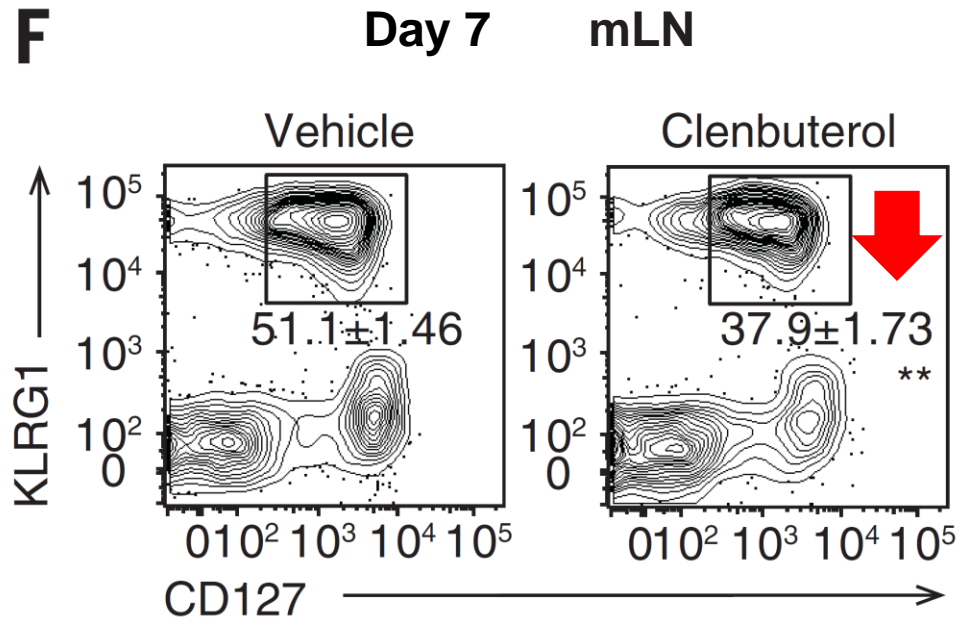 F
Day 7 mLN
Vehicle
Clenbuterol
KLRG1
10⁵
10⁴
10³
10²
0
51.1±1.46
0 10² 10³ 10⁴ 10⁵
10⁵
10⁴
10³
10²
0
37.9±1.73
**
0 10² 10³ 10⁴ 10⁵
CD127